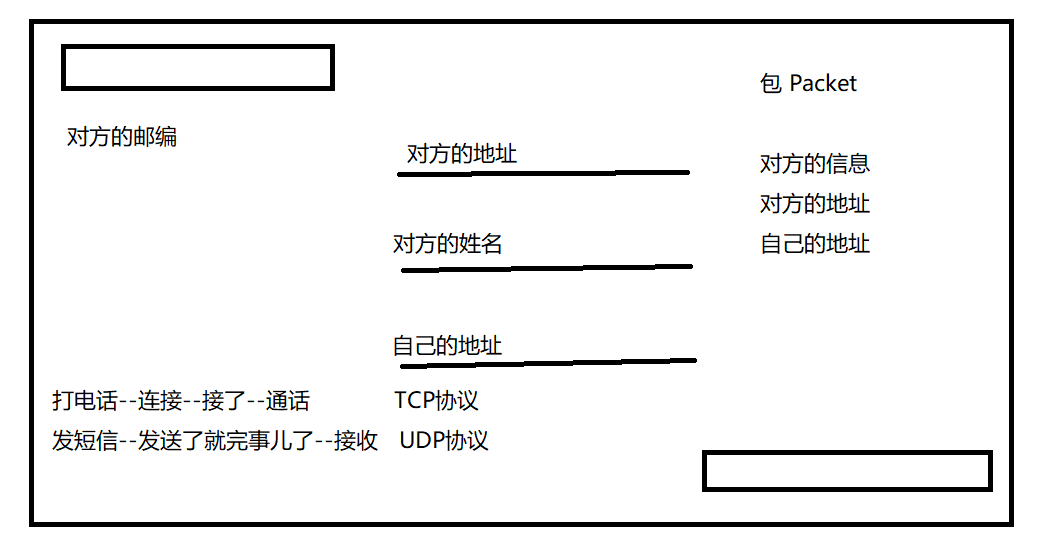 包 Packet
对方的邮编
对方的地址
对方的信息
对方的地址
对方的姓名
自己的地址
自己的地址
打电话--连接--接了--通话 TCP协议
发短信--发送了就完事儿了--接收 UDP协议